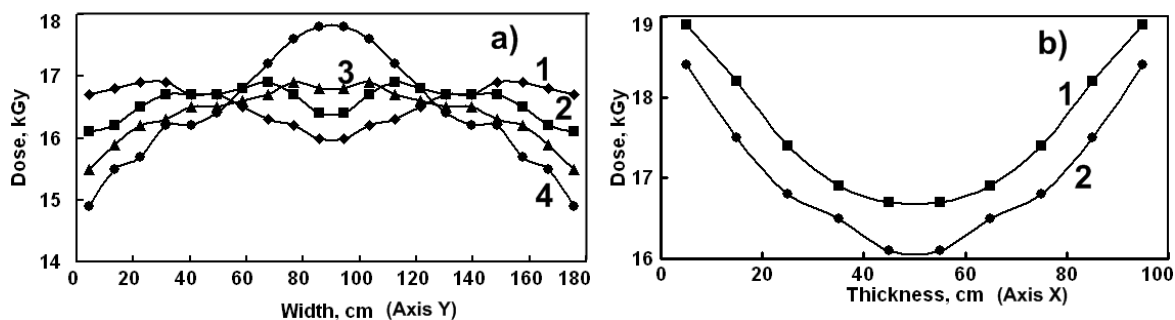 18
17
16
15
14
Dose, kGy
a)
1
2
3
4
0 20 40 60 80 100 120 140 160 180
Width, cm (Axis Y)
19
18
17
16
Dose, kGy
b)
1
2
0 20 40 60 80 100
Thickness, cm (Axis X)